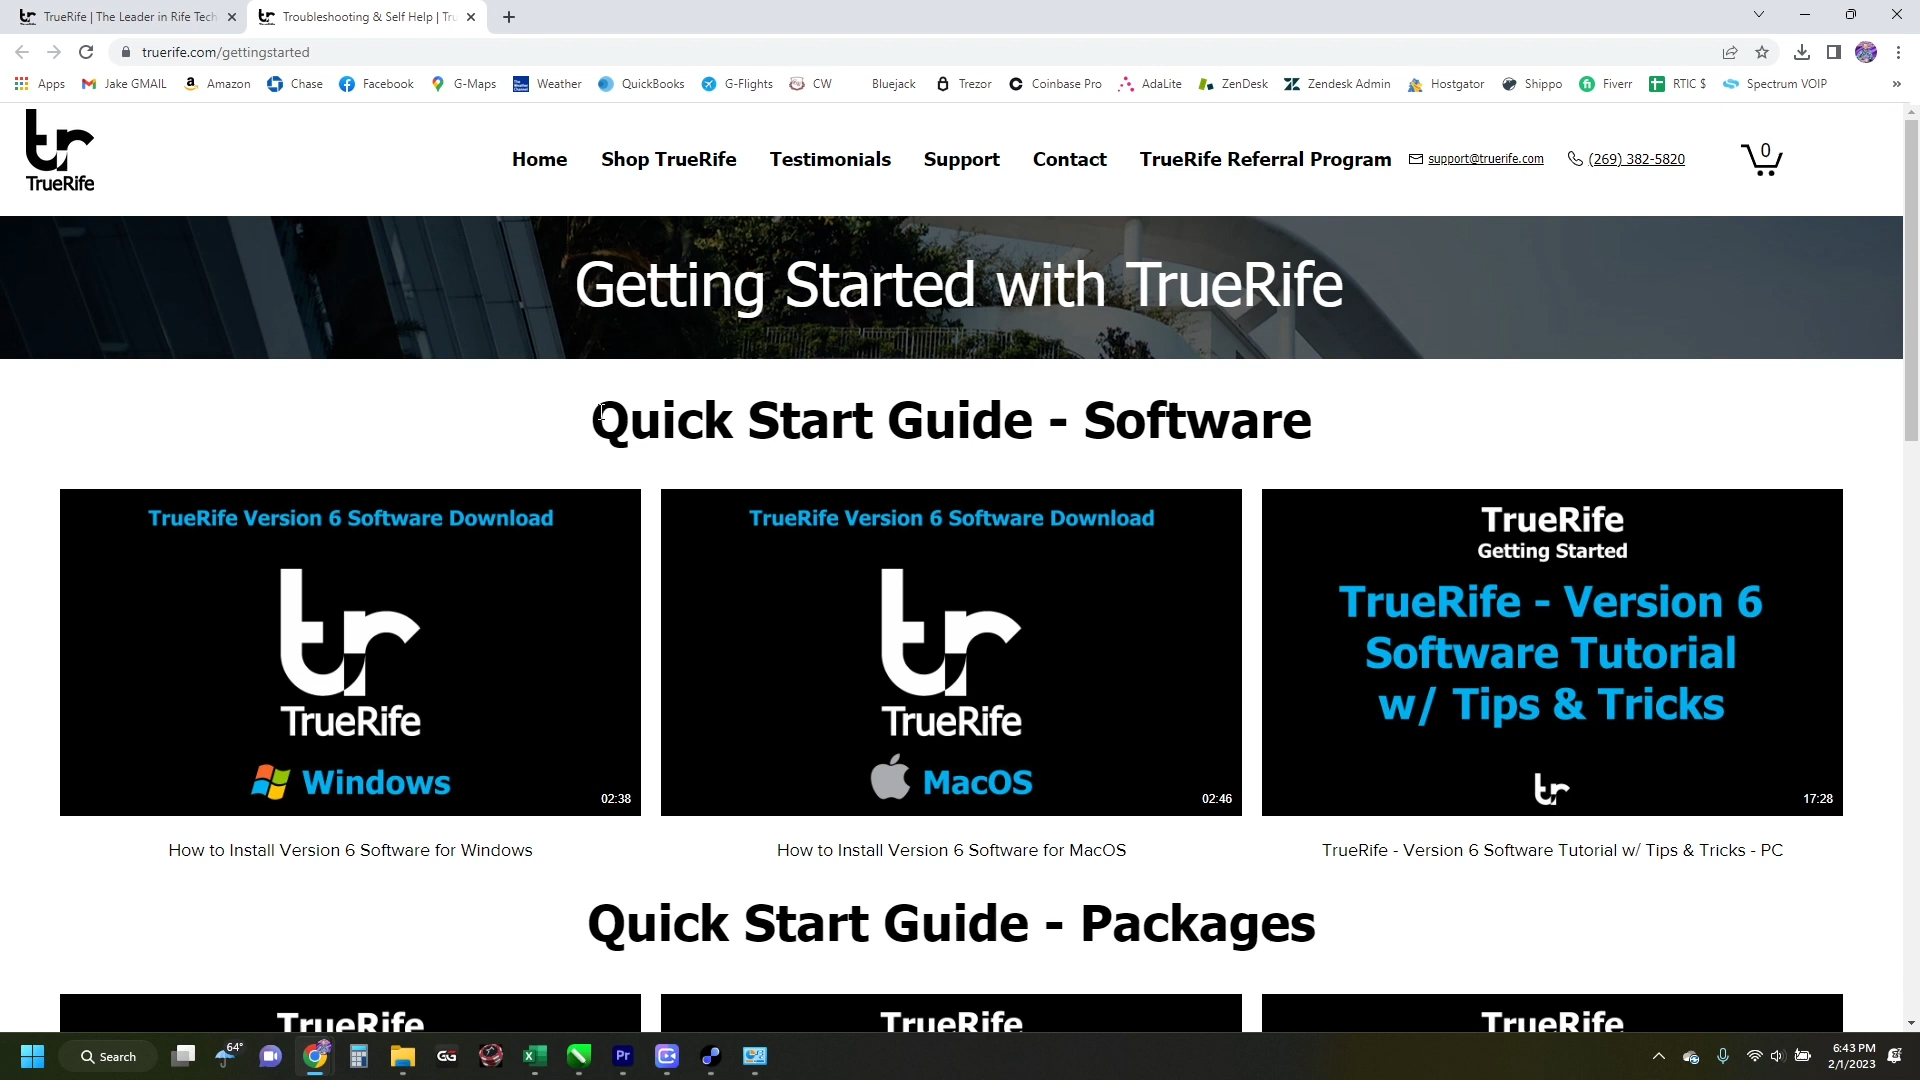 TrueRife | The Leader in Rife Tech
Troubleshooting & Self Help | Tru
truerife.com/gettingstarted
Apps
Jake GMAIL
Amazon
Chase
Facebook
G-Maps
Weather
QuickBooks
G-Flights
CW
Bluejack
Trezor
Coinbase Pro
AdaLite
ZenDesk
Zendesk Admin
Hostgator
Shippo
Fiverr
RTIC $
Spectrum VOIP
»
tr
TrueRife
Home
Shop TrueRife
Testimonials
Support
Contact
TrueRife Referral Program
support@truerife.com
(269) 382-5820
0
Getting Started with TrueRife
Quick Start Guide - Software
TrueRife Version 6 Software Download
tr
TrueRife
Windows
02:38
TrueRife Version 6 Software Download
tr
TrueRife
MacOS
02:46
TrueRife
Getting Started
TrueRife - Version 6
Software Tutorial
w/ Tips & Tricks
tr
17:28
How to Install Version 6 Software for Windows
How to Install Version 6 Software for MacOS
TrueRife - Version 6 Software Tutorial w/ Tips & Tricks - PC
Quick Start Guide - Packages
TrueRife
TrueRife
TrueRife
Search
64°
GG
Pr
6:43 PM
2/1/2023